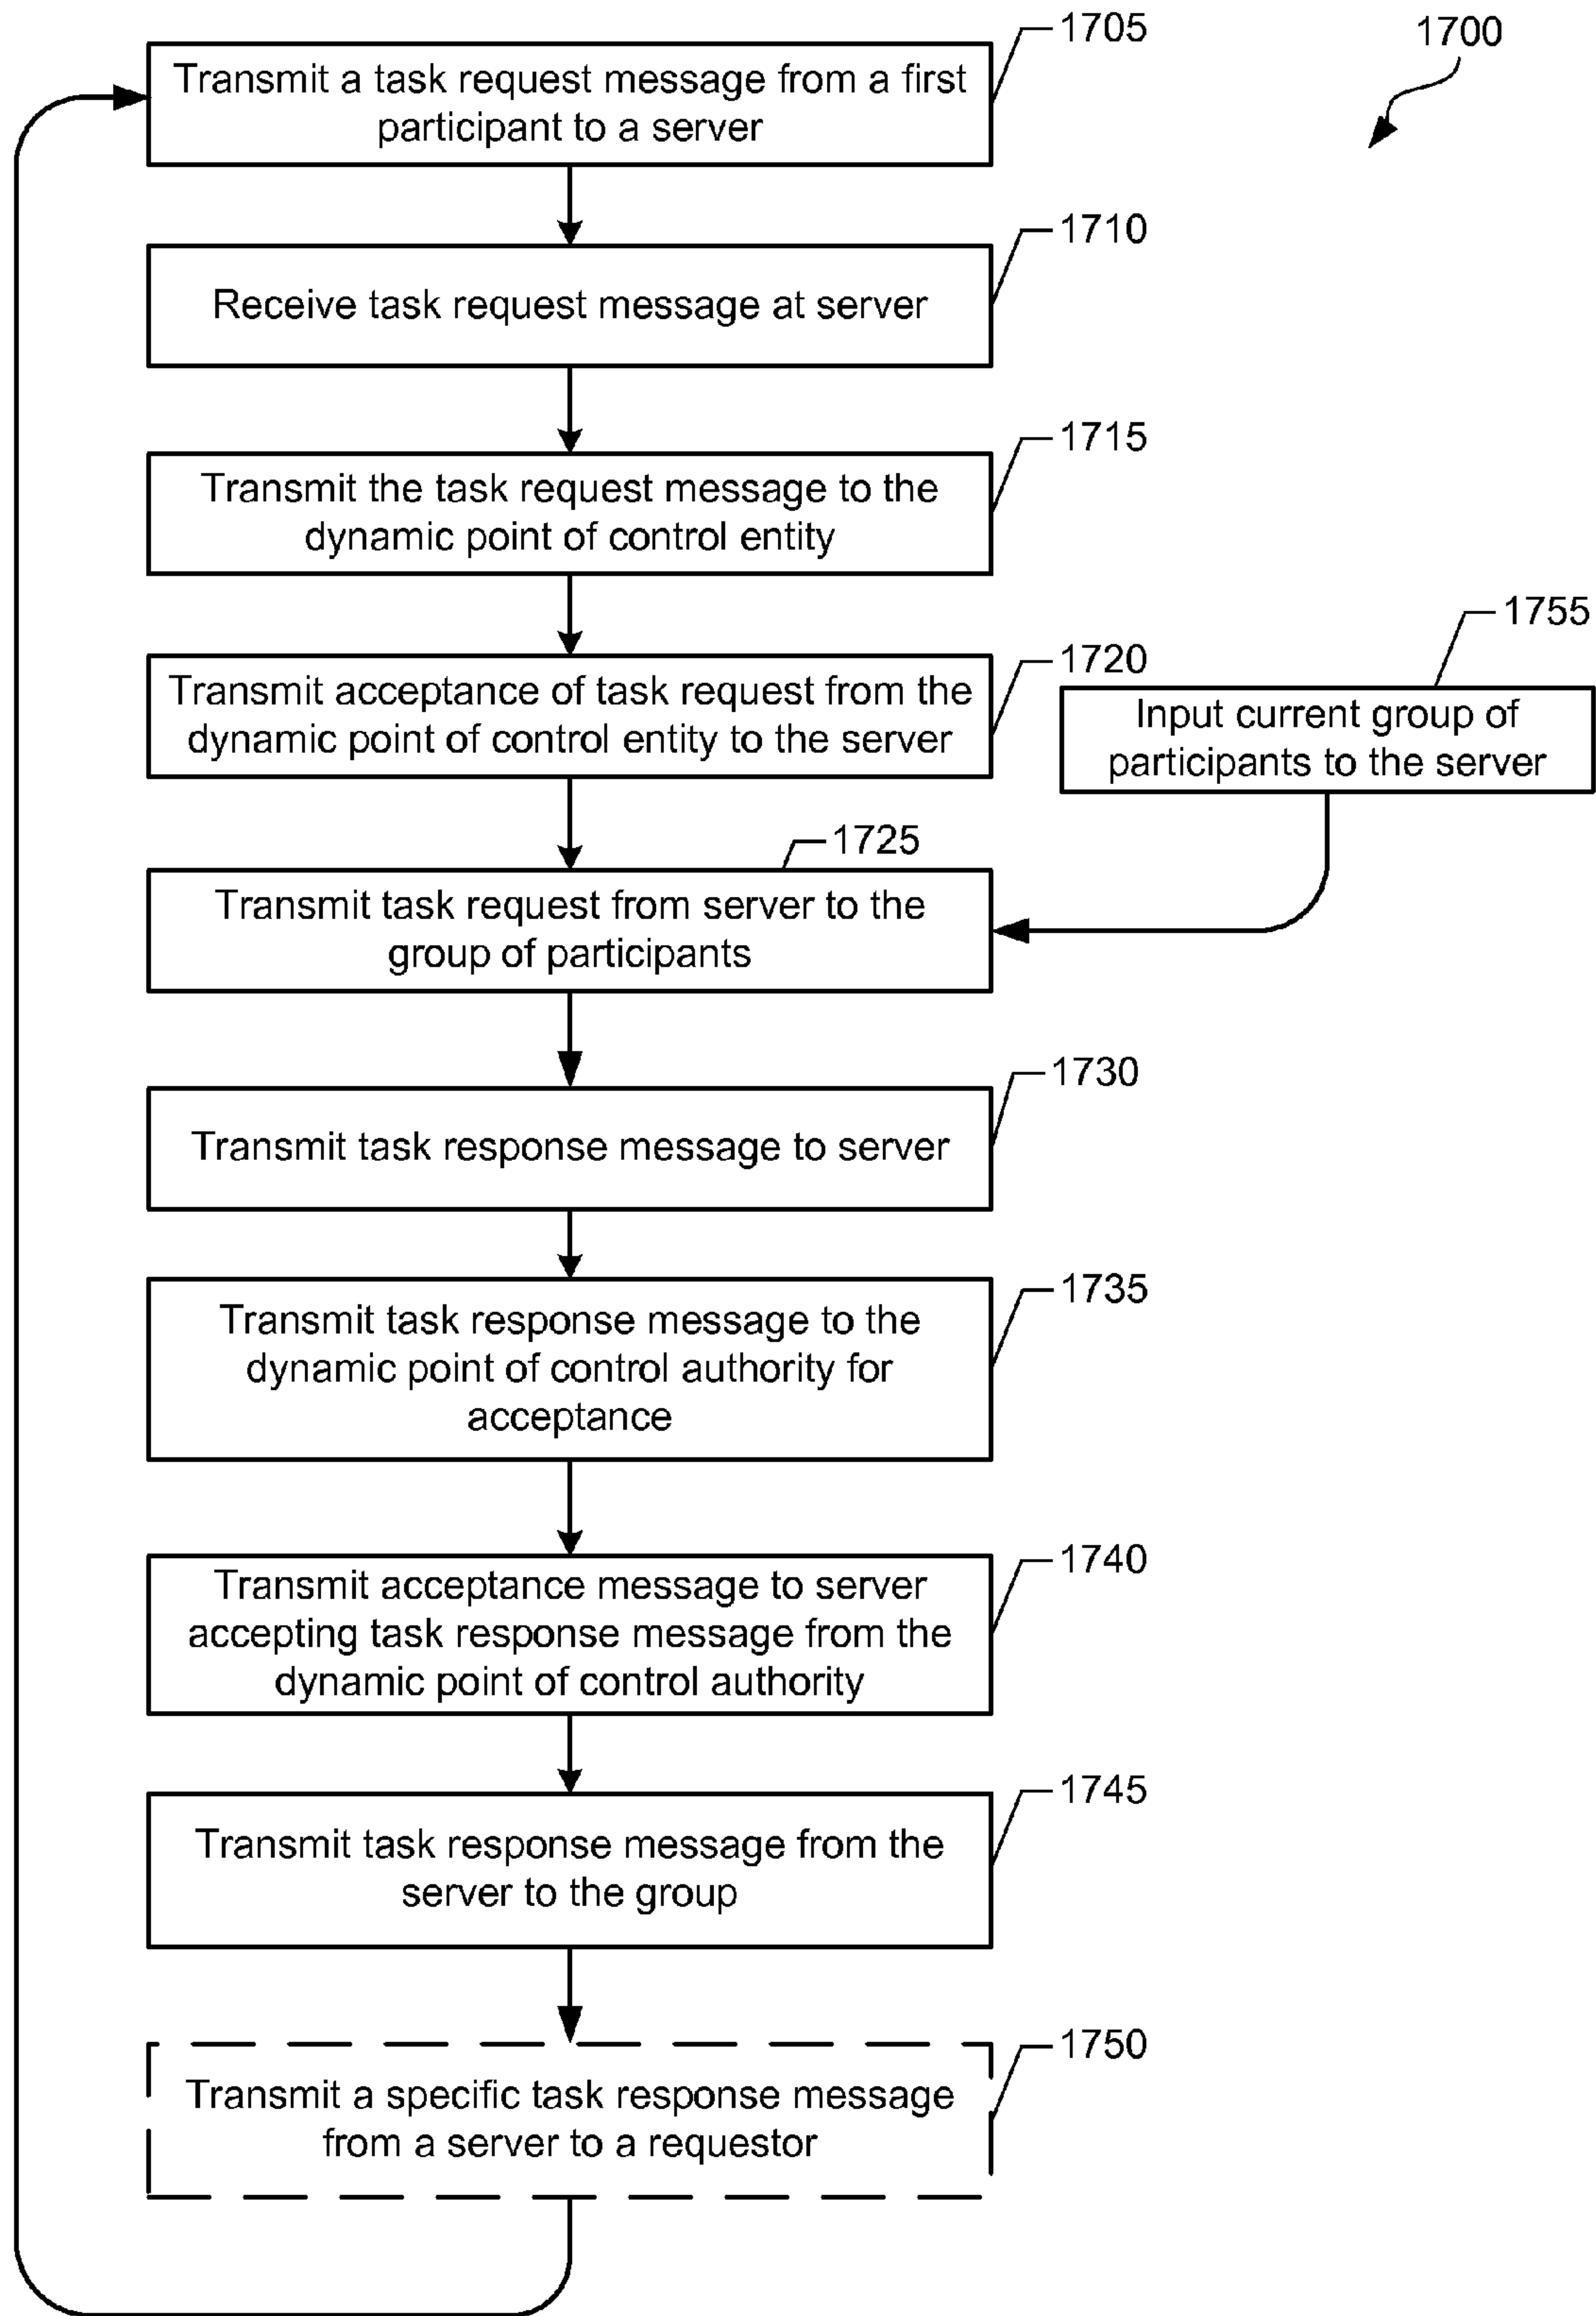 1705
1700
Transmit a task request message from a first
participant to a server
1710
Receive task request message at server
1715
Transmit the task request message to the
dynamic point of control entity
1755
1720
Transmit acceptance of task request from the
dynamic point of control entity to the server
Input current group of
participants to the server
1725
Transmit task request from server to the
group of participants
1730
Transmit task response message to server
1735
Transmit task response message to the
dynamic point of control authority for
acceptance
1740
Transmit acceptance message to server
accepting task response message from the
dynamic point of control authority
1745
Transmit task response message from the
server to the group
1750
Transmit a specific task response message
from a server to a requestor